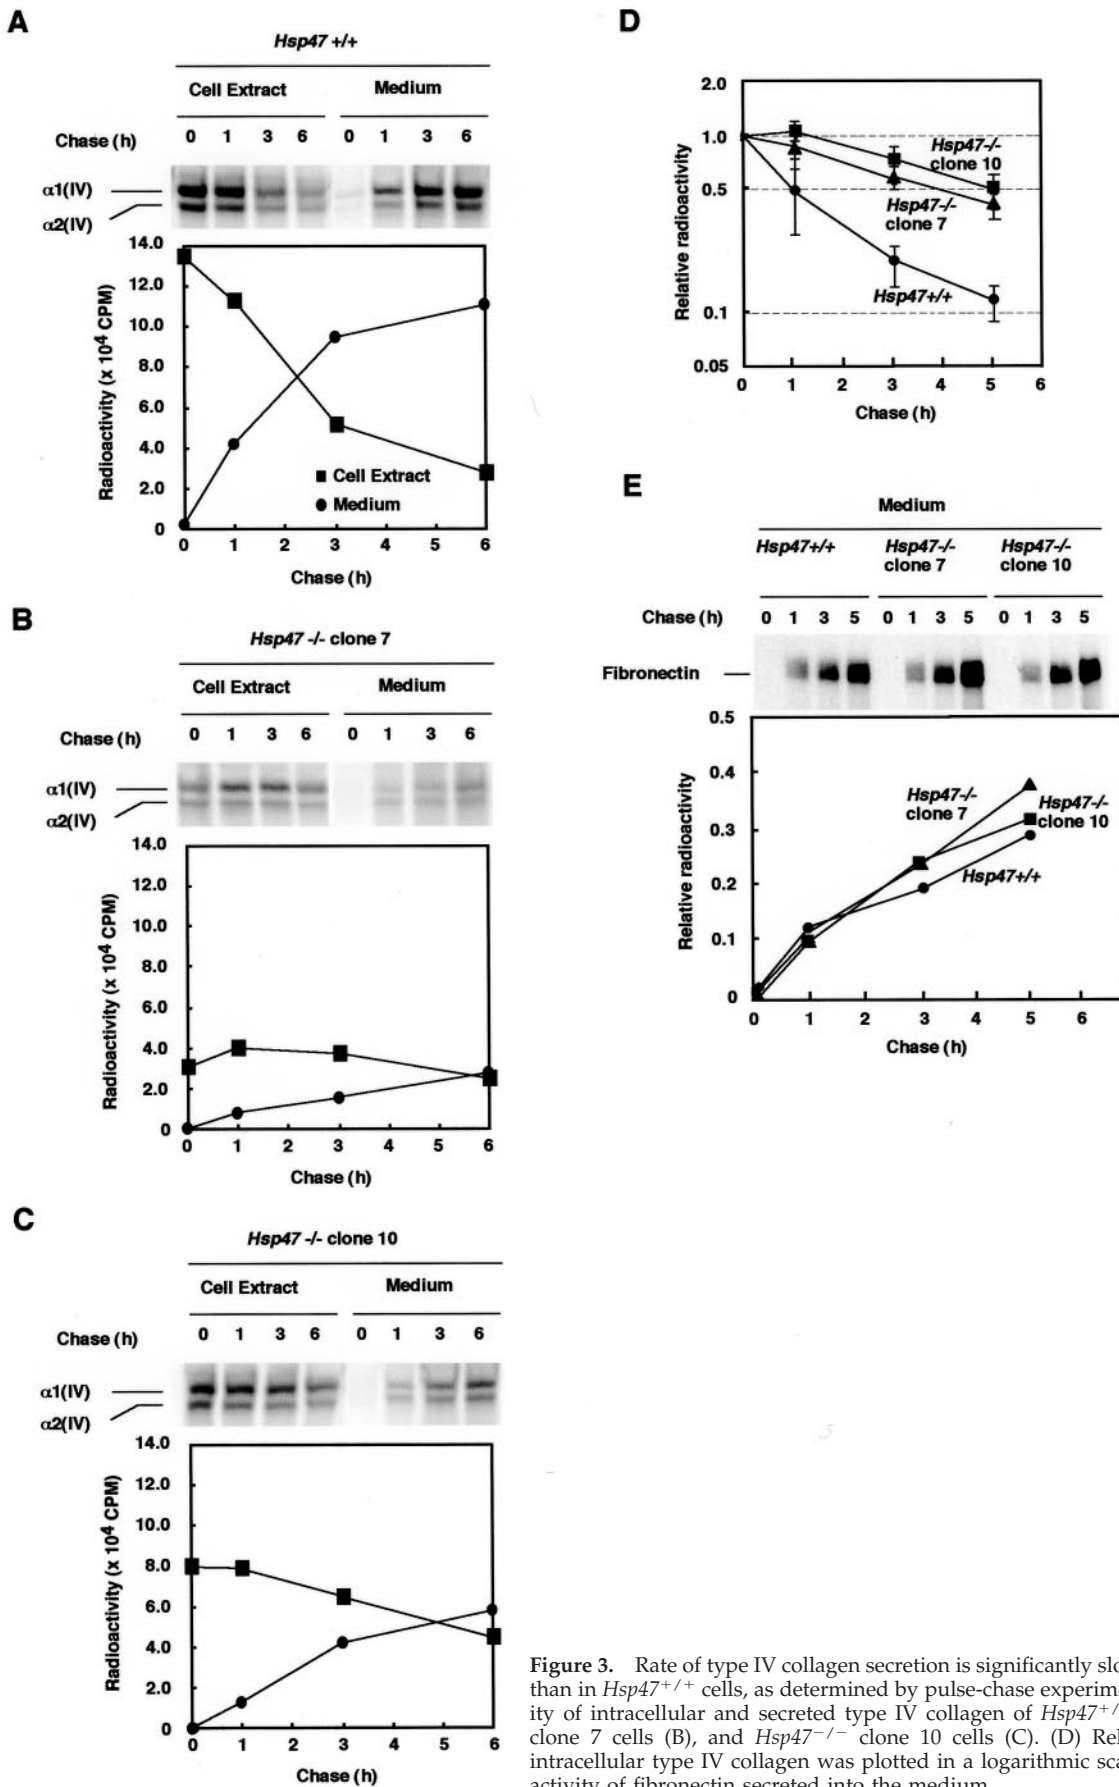 A
Hsp47 +/+
Cell Extract Medium
Chase (h) 0 1 3 6 0 1 3 6
α1(IV)
α2(IV)
14.0
12.0
10.0
8.0
6.0
4.0
2.0
0
Radioactivity (x 10⁴ CPM)
Cell Extract
Medium
0 1 2 3 4 5 6
Chase (h)
B
Hsp47 -/- clone 7
Cell Extract Medium
Chase (h) 0 1 3 6 0 1 3 6
α1(IV)
α2(IV)
14.0
12.0
10.0
8.0
6.0
4.0
2.0
0
Radioactivity (x 10⁴ CPM)
0 1 2 3 4 5 6
Chase (h)
C
Hsp47 -/- clone 10
Cell Extract Medium
Chase (h) 0 1 3 6 0 1 3 6
α1(IV)
α2(IV)
14.0
12.0
10.0
8.0
6.0
4.0
2.0
0
Radioactivity (x 10⁴ CPM)
0 1 2 3 4 5 6
Chase (h)
D
2.0
1.0
0.5
0.1
0.05
Relative radioactivity
Hsp47-/-
clone 10
Hsp47-/-
clone 7
Hsp47+/+
0 1 2 3 4 5 6
Chase (h)
E
Medium
Hsp47+/+ Hsp47-/- Hsp47-/-
clone 7 clone 10
Chase (h) 0 1 3 5 0 1 3 5 0 1 3 5
Fibronectin
0.5
0.4
0.3
0.2
0.1
0
Relative radioactivity
Hsp47-/-
clone 7
Hsp47-/-
clone 10
Hsp47+/+
0 1 2 3 4 5 6
Chase (h)
Figure 3. Rate of type IV collagen secretion is significantly slo
than in Hsp47⁺/⁺ cells, as determined by pulse-chase experime
ity of intracellular and secreted type IV collagen of Hsp47⁺/
clone 7 cells (B), and Hsp47⁻/⁻ clone 10 cells (C). (D) Rel
intracellular type IV collagen was plotted in a logarithmic sca
activity of fibronectin secreted into the medium